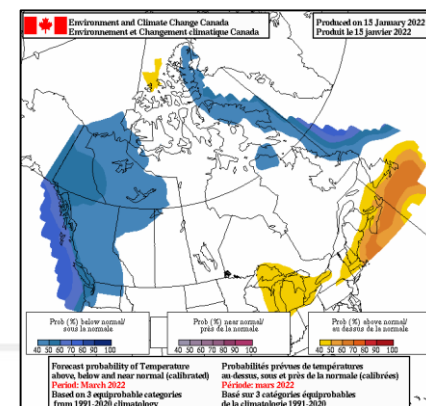 Environment and Climate Change Canada
Environnement et Changement climatique Canada
Produced on 15 January 2022
Produit le 15 janvier 2022
Prob (%) below normal/
sous la normale
40 50 60 70 80 90 100
Prob (%) near normal/
près de la normale
40 50 60 70 80 90 100
Prob (%) above normal/
au dessus de la normale
40 50 60 70 80 90 100
Forecast probability of Temperature
above, below and near normal (calibrated)
Period: March 2022
Based on 3 equiprobable categories
from 1991-2020 climatology
Probabilités prévues de températures
au-dessus, sous et près de la normale (calibrées)
Période: mars 2022
Basé sur 3 catégories équiprobables
de la climatologie 1991-2020